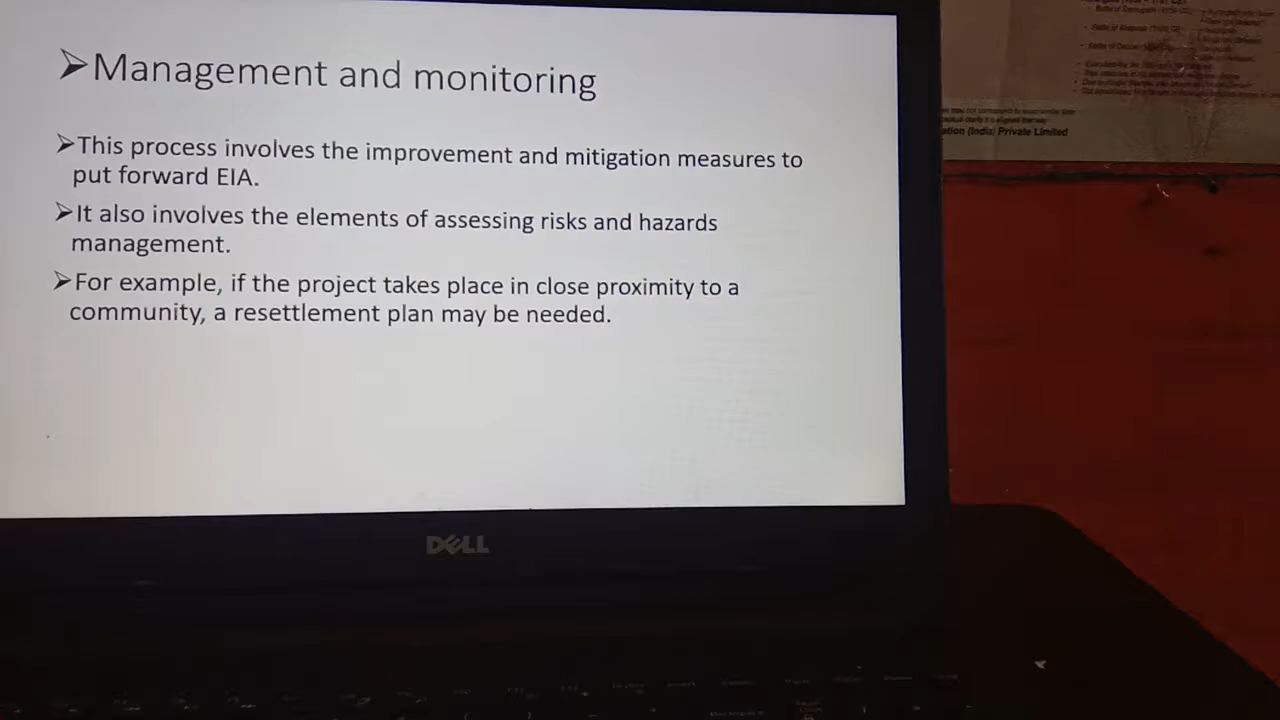 ➢Management and monitoring
➢This process involves the improvement and mitigation measures to
put forward EIA.
➢It also involves the elements of assessing risks and hazards
management.
➢For example, if the project takes place in close proximity to a
community, a resettlement plan may be needed.
DELL
ation (India) Private Limited